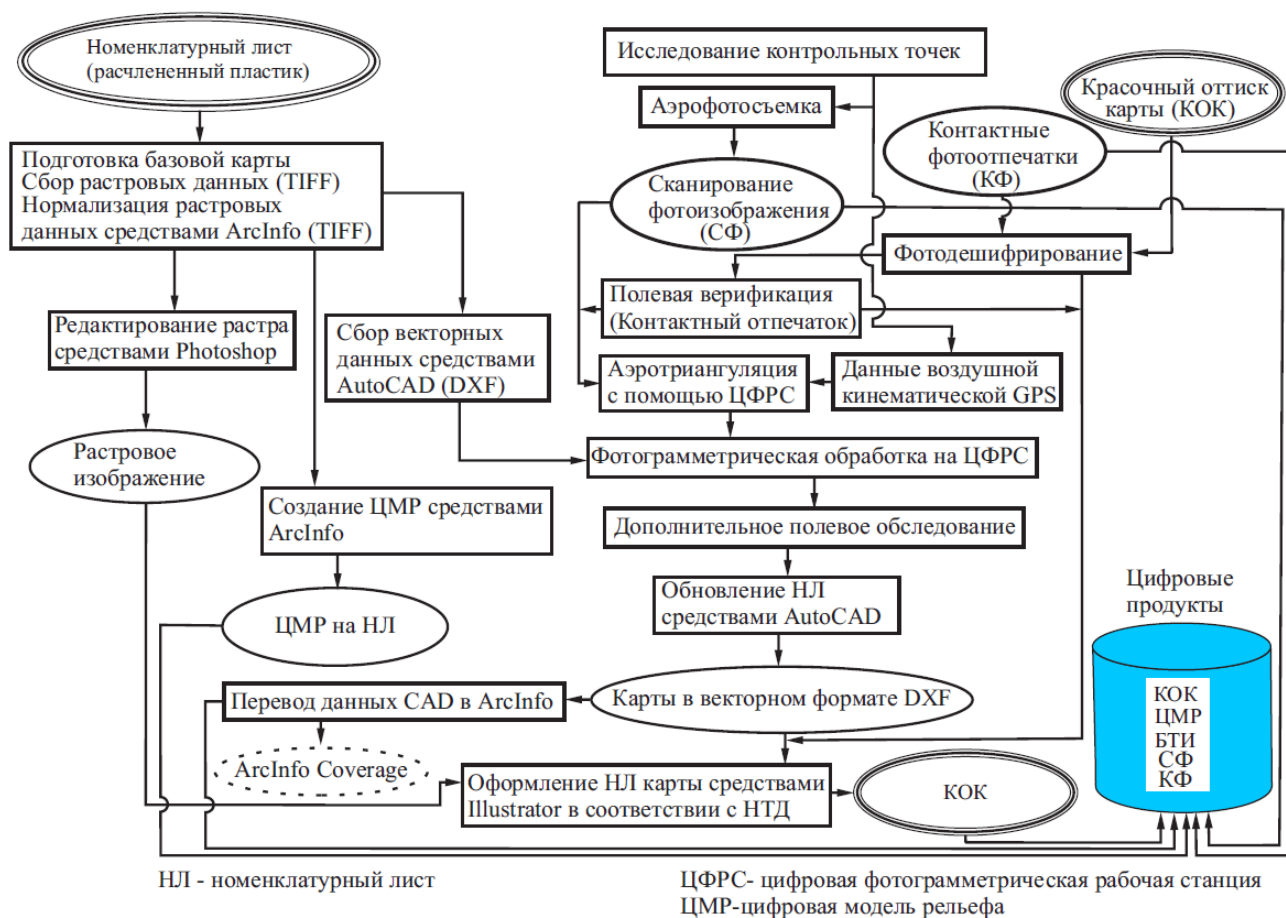 Номенклатурный лист
(расчлененный пластик)
Исследование контрольных точек
Аэрофотосъемка
Красочный оттиск
карты (КОК)
Контактные
фотоотпечатки
(КФ)
Подготовка базовой карты
Сбор растровых данных (TIFF)
Нормализация растровых
данных средствами ArcInfo (TIFF)
Сканирование
фотоизображения
(СФ)
Фотодешифрирование
Полевая верификация
(Контактный отпечаток)
Редактирование растра
средствами Photoshop
Сбор векторных
данных средствами
AutoCAD (DXF)
Аэротриангуляция
с помощью ЦФРС
Данные воздушной
кинематической GPS
Растровое
изображение
Фотограмметрическая обработка на ЦФРС
Создание ЦМР средствами
ArcInfo
Дополнительное полевое обследование
Обновление НЛ
средствами AutoCAD
Цифровые
продукты
ЦМР на НЛ
Перевод данных CAD в ArcInfo
Карты в векторном формате DXF
КОК
ЦМР
БТИ
СФ
КФ
ArcInfo Coverage
Оформление НЛ карты средствами
Illustrator в соответствии с НТД
КОК
НЛ - номенклатурный лист
ЦФРС- цифровая фотограмметрическая рабочая станция
ЦМР-цифровая модель рельефа